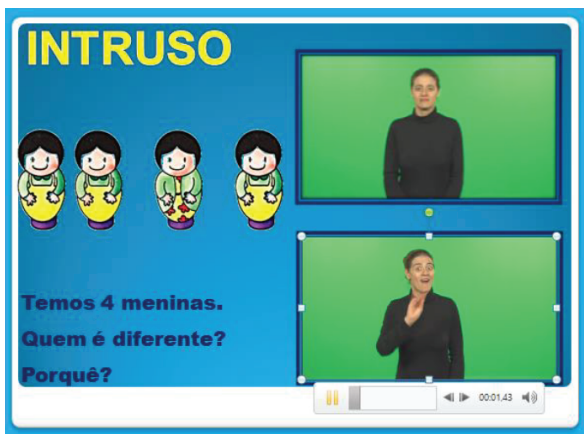 INTRUSO
Temos 4 meninas.
Quem é diferente?
Porquê?
00:01,43